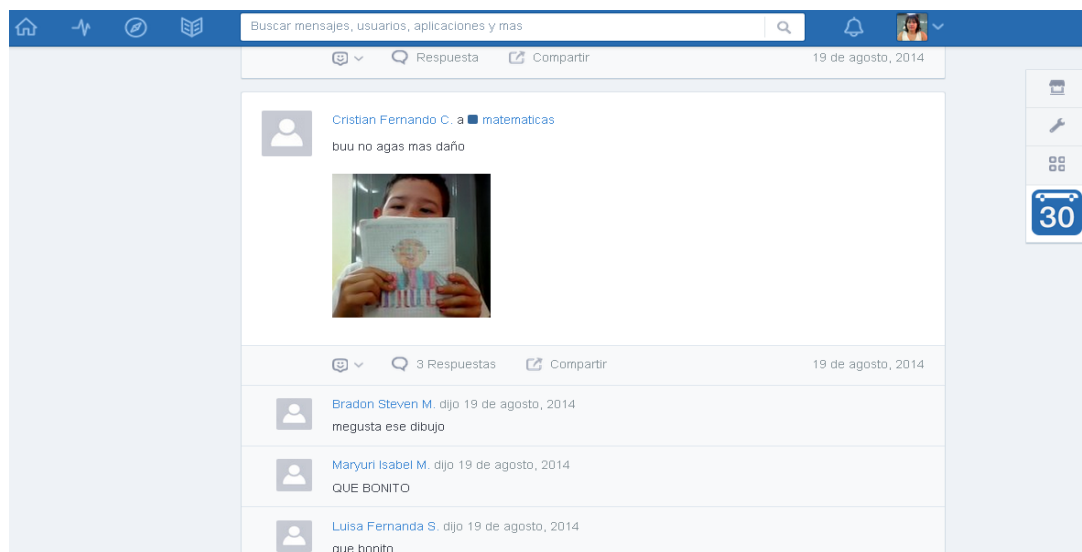 Buscar mensajes, usuarios, aplicaciones y mas
Respuesta Compartir 19 de agosto, 2014
Cristian Fernando C. a matematicas
buu no agas mas daño
30
3 Respuestas Compartir 19 de agosto, 2014
Bradon Steven M. dijo 19 de agosto, 2014
megusta ese dibujo
Maryuri Isabel M. dijo 19 de agosto, 2014
QUE BONITO
Luisa Fernanda S. dijo 19 de agosto, 2014
que bonito